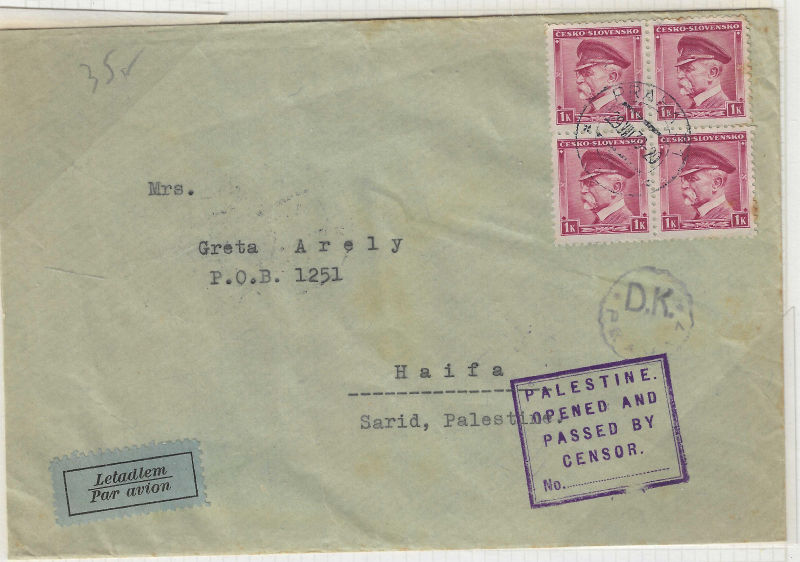 35
ČESKO-SLOVENSKO
ČESKO-SLOVENSKO
1K 1K
1K 1K
ČESKO-SLOVENSKO
ČESKO-SLOVENSKO
1K 1K
1K 1K
PRA
Mrs.
Greta Arely
P.O.B. 1251
D.K.
Haifa
Sarid, Palestine.
PALESTINE.
OPENED AND
PASSED BY
CENSOR.
No.
Letadlem
Par avion